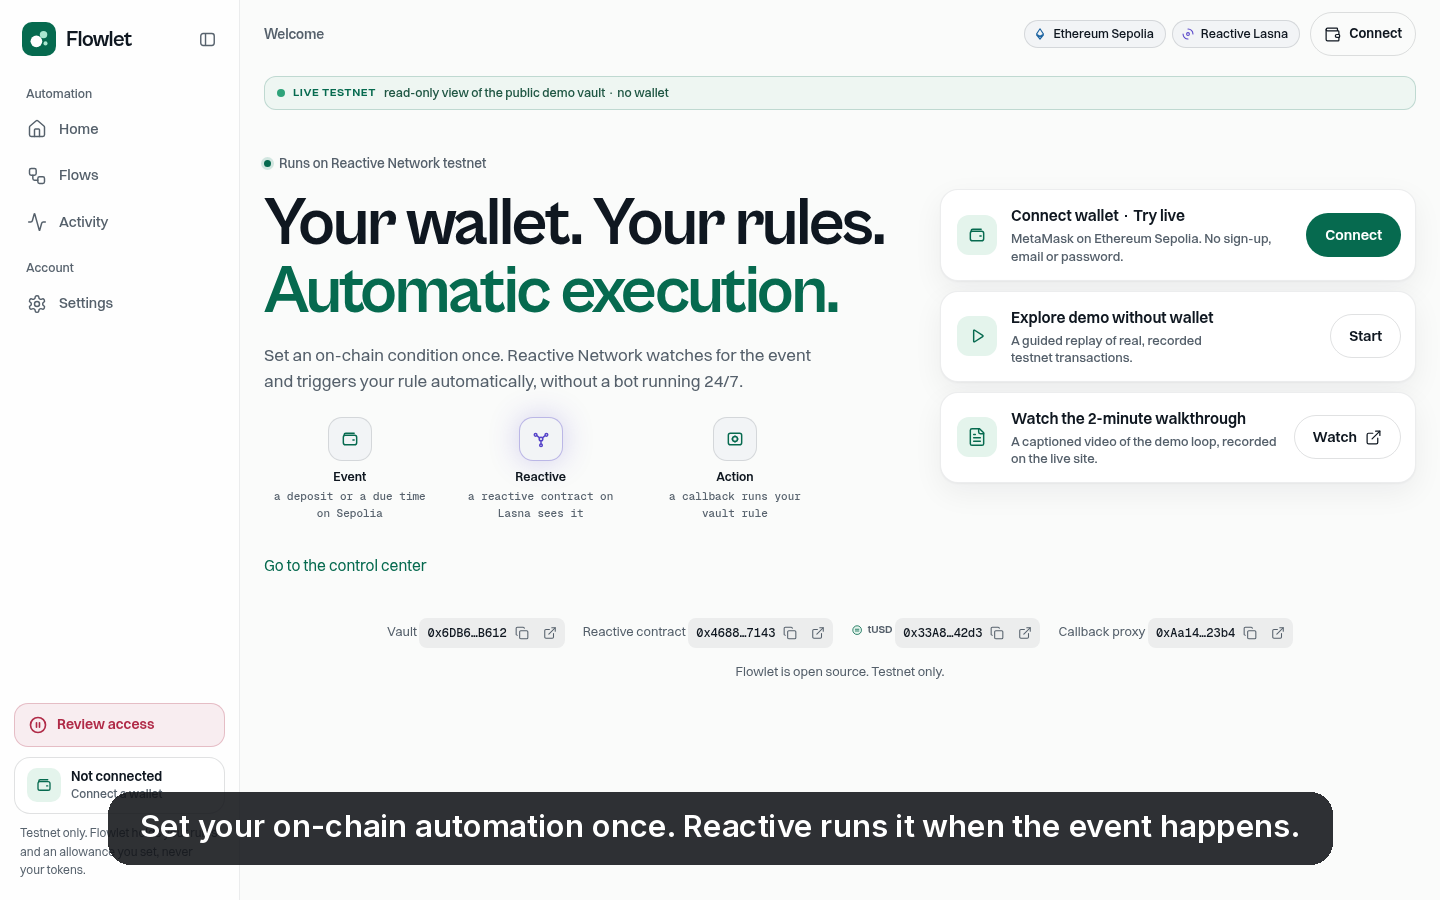 Flowlet
Automation
Home
Flows
Activity
Account
Settings
Review access
Not connected
Connect a wallet
Testnet only. Flowlet
and an allowance you set, never
your tokens.
Welcome
Ethereum Sepolia
Reactive Lasna
Connect
LIVE TESTNET read-only view of the public demo vault · no wallet
Runs on Reactive Network testnet
Your wallet. Your rules.
Automatic execution.
Set an on-chain condition once. Reactive Network watches for the event
and triggers your rule automatically, without a bot running 24/7.
Event
a deposit or a due time
on Sepolia
Reactive
a reactive contract on
Lasna sees it
Action
a callback runs your
vault rule
Go to the control center
Connect wallet · Try live
MetaMask on Ethereum Sepolia. No sign-up,
email or password.
Connect
Explore demo without wallet
A guided replay of real, recorded
testnet transactions.
Start
Watch the 2-minute walkthrough
A captioned video of the demo loop, recorded
on the live site.
Watch
Vault 0x6DB6…B612
Reactive contract 0x4688…7143
tUSD 0x33A8…42d3
Callback proxy 0xAa14…23b4
Flowlet is open source. Testnet only.
Set your on-chain automation once. Reactive runs it when the event happens.